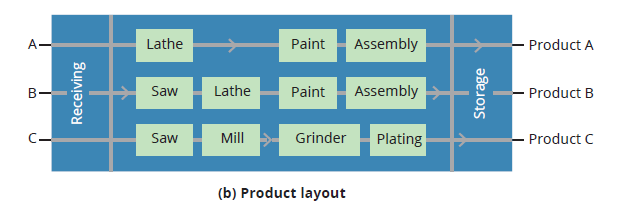 A
Lathe
Paint
Assembly
Product A
Receiving
B
Saw
Lathe
Paint
Assembly
Storage
Product B
C
Saw
Mill
Grinder
Plating
Product C
(b) Product layout